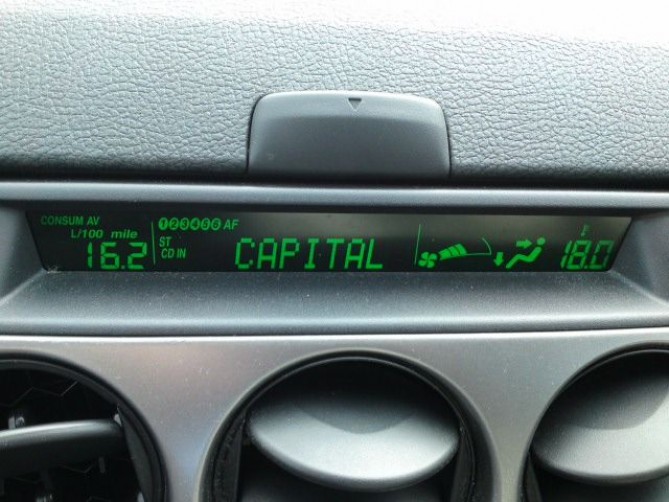 CONSUM AV
L/100 mile
16.2
123456 AF
ST
CD IN
CAPITAL
18.0